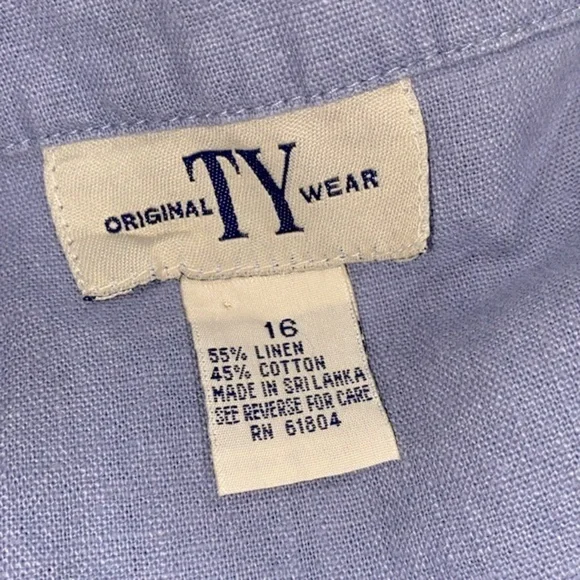 ORIGINAL TY WEAR
16
55% LINEN
45% COTTON
MADE IN SRI LANKA
SEE REVERSE FOR CARE
RN 61804